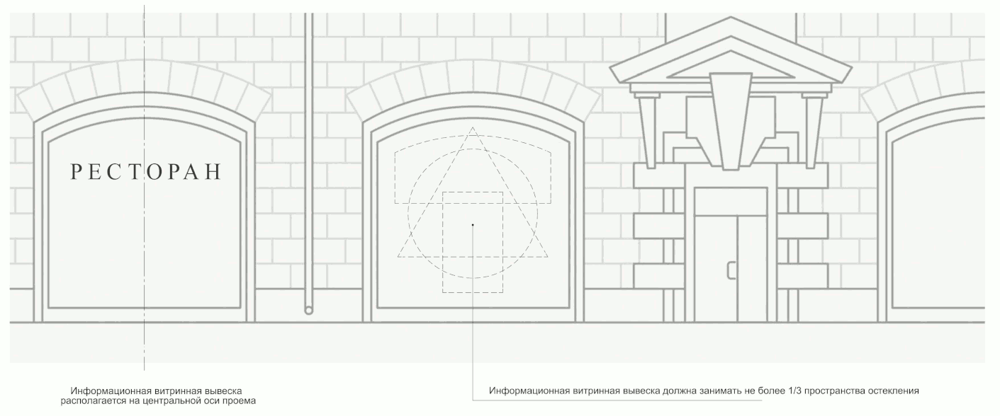 РЕСТОРАН
Информационная витринная вывеска
располагается на центральной оси проема
Информационная витринная вывеска должна занимать не более 1/3 пространства остекления